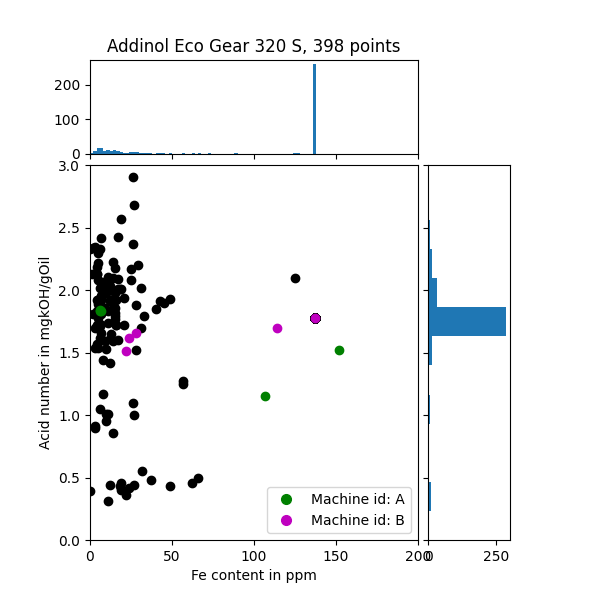 Addinol Eco Gear 320 S, 398 points
200
100
0
3.0
2.5
2.0
1.5
1.0
0.5
0.0
Acid number in mgkOH/gOil
Machine id: A
Machine id: B
0 50 100 150 200
0 250
Fe content in ppm